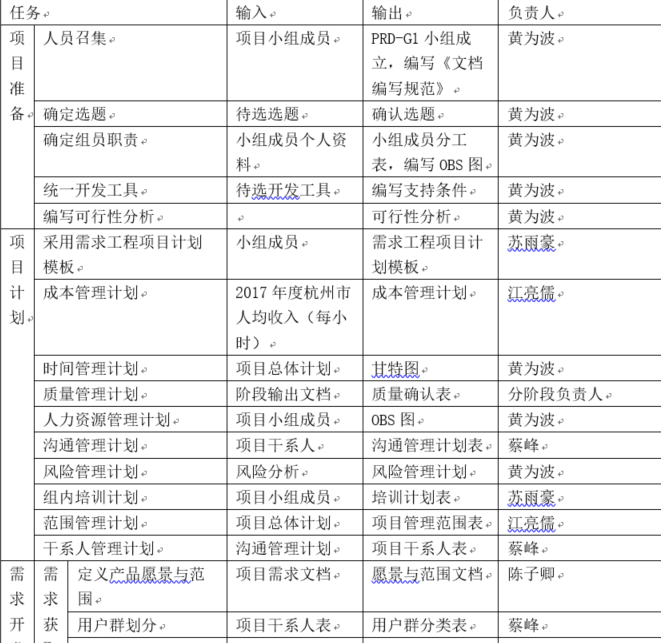 任务 输入 输出 负责人
项目准备
人员召集 项目小组成员 PRD-G1小组成
立，编写《文档
编写规范》 黄为波
确定选题 待选选题 确认选题 黄为波
确定组员职责 小组成员个人资
料 小组成员分工
表，编写OBS图 黄为波
统一开发工具 待选开发工具 编写支持条件 黄为波
编写可行性分析 可行性分析 黄为波
项目计划
采用需求工程项目计划
模板 小组成员 需求工程项目计
划模板 苏雨豪
成本管理计划 2017年度杭州市
人均收入（每小
时） 成本管理计划 江亮儒
时间管理计划 项目总体计划 甘特图 黄为波
质量管理计划 阶段输出文档 质量确认表 分阶段负责人
人力资源管理计划 项目小组成员 OBS图 黄为波
沟通管理计划 项目干系人 沟通管理计划表 蔡峰
风险管理计划 风险分析 风险管理计划 黄为波
组内培训计划 项目小组成员 培训计划表 苏雨豪
范围管理计划 项目总体计划 项目管理范围表 江亮儒
干系人管理计划 沟通管理计划 项目干系人表 蔡峰
需求开
需求获
定义产品愿景与范
围 项目需求文档 愿景与范围文档 陈子卿
用户群划分 项目干系人表 用户群分类表 蔡峰